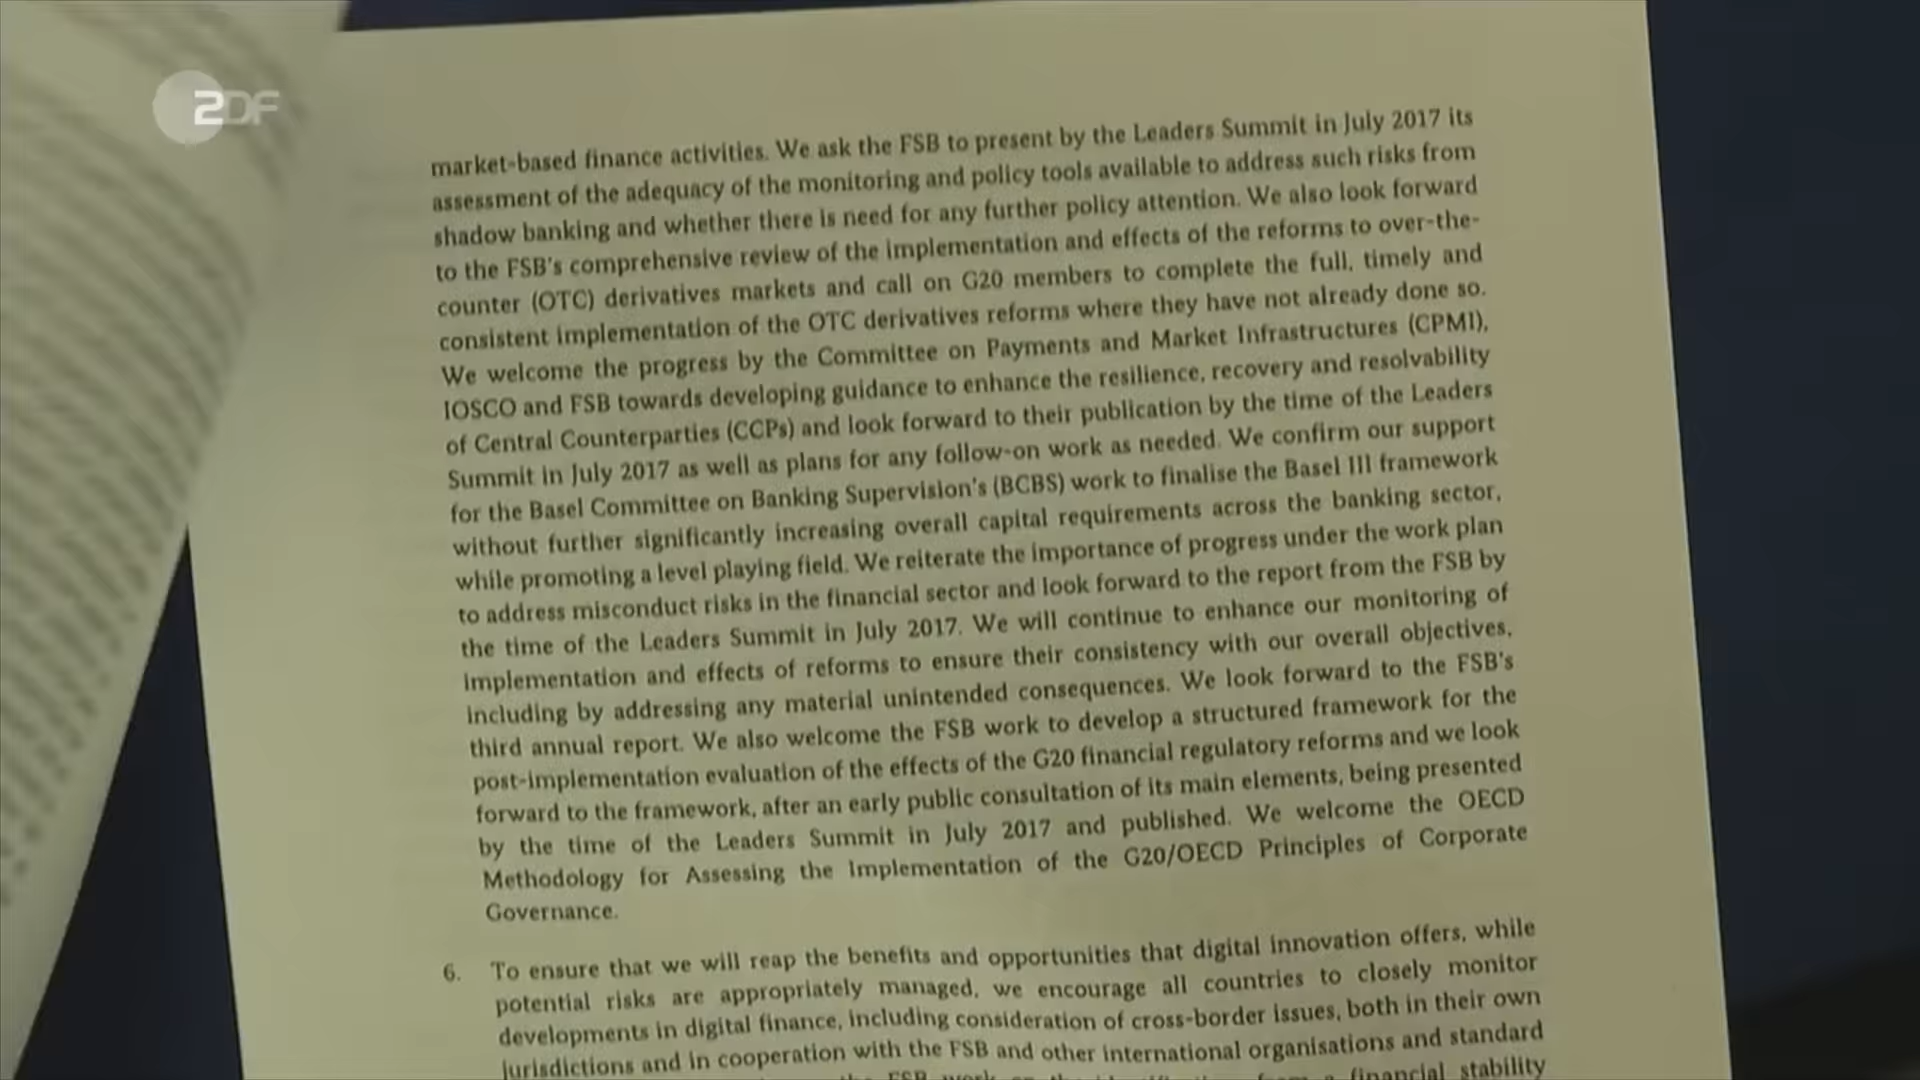 ZDF
market-based finance activities. We ask the FSB to present by the Leaders Summit in July 2017 its
assessment of the adequacy of the monitoring and policy tools available to address such risks from
shadow banking and whether there is need for any further policy attention. We also look forward
to the FSB's comprehensive review of the implementation and effects of the reforms to over-the-
counter (OTC) derivatives markets and call on G20 members to complete the full, timely and
consistent implementation of the OTC derivatives reforms where they have not already done so.
We welcome the progress by the Committee on Payments and Market Infrastructures (CPMI),
IOSCO and FSB towards developing guidance to enhance the resilience, recovery and resolvability
of Central Counterparties (CCPs) and look forward to their publication by the time of the Leaders
Summit in July 2017 as well as plans for any follow-on work as needed. We confirm our support
for the Basel Committee on Banking Supervision's (BCBS) work to finalise the Basel III framework
without further significantly increasing overall capital requirements across the banking sector,
while promoting a level playing field. We reiterate the importance of progress under the work plan
to address misconduct risks in the financial sector and look forward to the report from the FSB by
the time of the Leaders Summit in July 2017. We will continue to enhance our monitoring of
implementation and effects of reforms to ensure their consistency with our overall objectives,
including by addressing any material unintended consequences. We look forward to the FSB's
third annual report. We also welcome the FSB work to develop a structured framework for the
post-implementation evaluation of the effects of the G20 financial regulatory reforms and we look
forward to the framework, after an early public consultation of its main elements, being presented
by the time of the Leaders Summit in July 2017 and published. We welcome the OECD
Methodology for Assessing the Implementation of the G20/OECD Principles of Corporate
Governance.
6. To ensure that we will reap the benefits and opportunities that digital innovation offers, while
potential risks are appropriately managed, we encourage all countries to closely monitor
developments in digital finance, including consideration of cross-border issues, both in their own
jurisdictions and in cooperation with the FSB and other international organisations and standard
the FSB work on financial stability